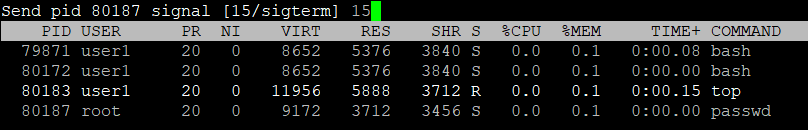 Send pid 80187 signal [15/sigterm] 15
PID USER PR NI VIRT RES SHR S %CPU %MEM TIME+ COMMAND
79871 user1 20 0 8652 5376 3840 S 0.0 0.1 0:00.08 bash
80172 user1 20 0 8652 5376 3840 S 0.0 0.1 0:00.00 bash
80183 user1 20 0 11956 5888 3712 R 0.0 0.1 0:00.15 top
80187 root 20 0 9172 3712 3456 S 0.0 0.1 0:00.00 passwd